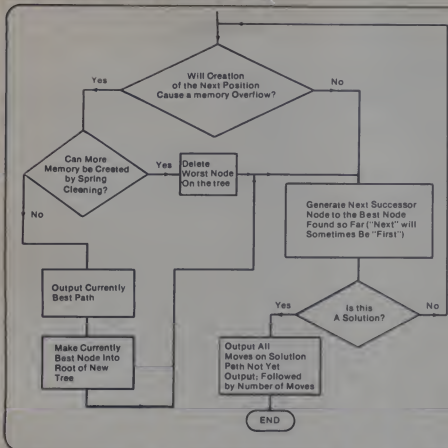 Will Creation
of the Next Position
Cause a memory Overflow?
Yes
No
Can More
Memory be Created
by Spring
Cleaning?
Yes
No
Delete
Worst Node
On the tree
Generate Next Successor
Node to the Best Node
Found so Far ("Next" will
Sometimes Be "First")
Output Currently
Best Path
Make Currently
Best Node Into
Root of New
Tree
Is this
A Solution?
Yes
No
Output All
Moves on Solution
Path Not Yet
Output; Followed
by Number of Moves
END